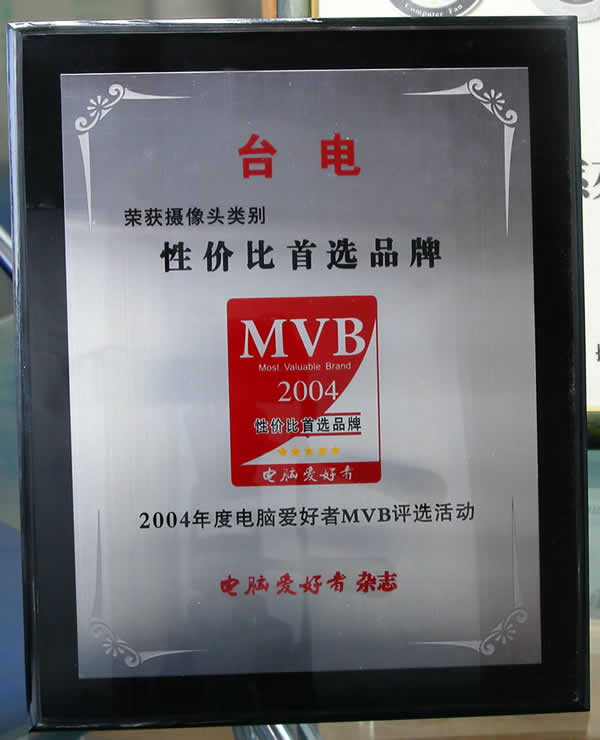 Computer Fan
台电
荣获摄像头类别
性价比首选品牌
MVB
Most Valuable Brand
2004
性价比首选品牌
电脑爱好者
2004年度电脑爱好者MVB评选活动
电脑爱好者 杂志